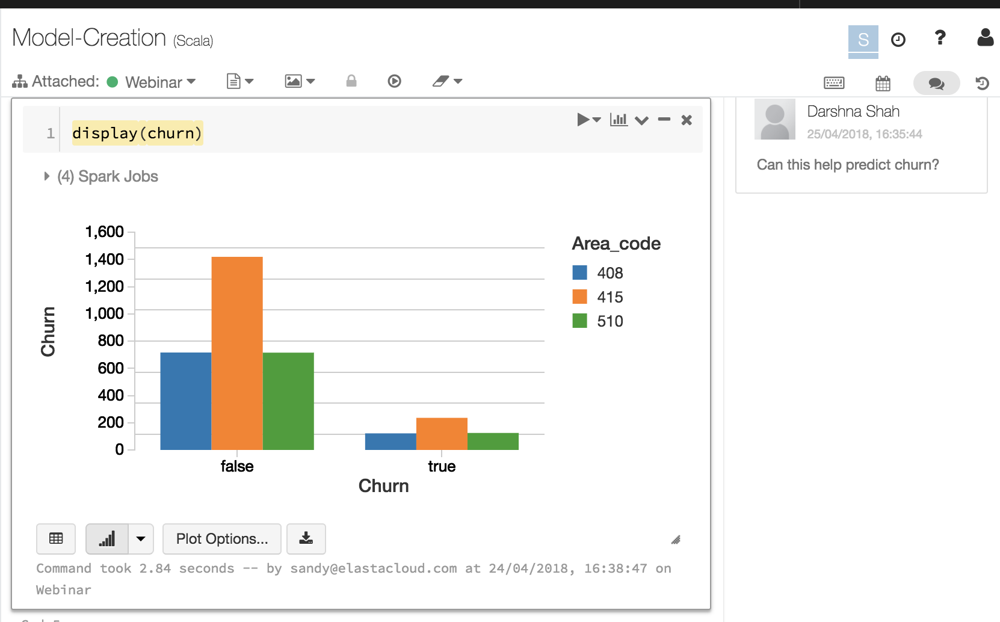 Model-Creation (Scala)
S
?
Attached: Webinar
1 display(churn)
(4) Spark Jobs
1,600
1,400
1,200
1,000
800
600
400
200
0
Churn
false
true
Churn
Area_code
408
415
510
Plot Options...
Command took 2.84 seconds -- by sandy@elastacloud.com at 24/04/2018, 16:38:47 on
Webinar
Darshna Shah
25/04/2018, 16:35:44
Can this help predict churn?